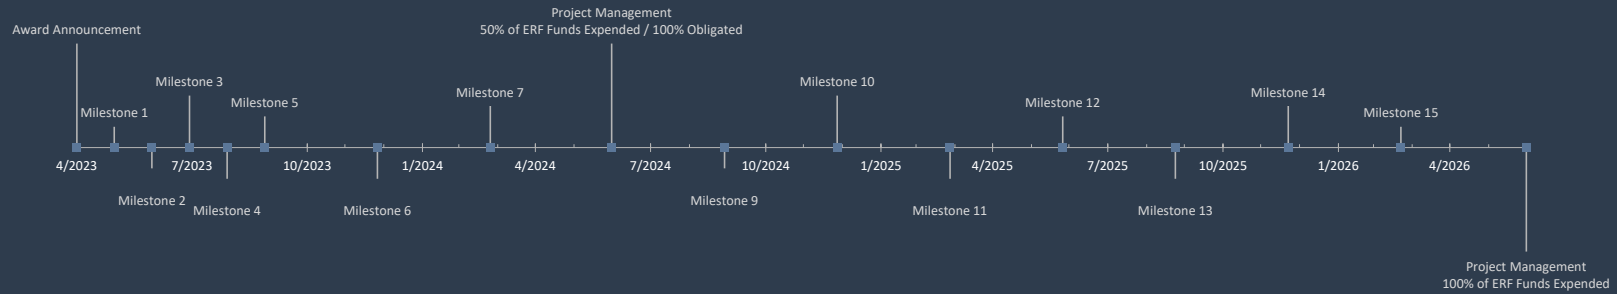 Project Management
50% of ERF Funds Expended / 100% Obligated
Award Announcement
Milestone 3
Milestone 10
Milestone 7
Milestone 14
Milestone 5
Milestone 12
Milestone 1
Milestone 15
4/2023 7/2023 10/2023 1/2024 4/2024 7/2024 10/2024 1/2025 4/2025 7/2025 10/2025 1/2026 4/2026
Milestone 2
Milestone 9
Milestone 4
Milestone 6
Milestone 11
Milestone 13
Project Management
100% of ERF Funds Expended